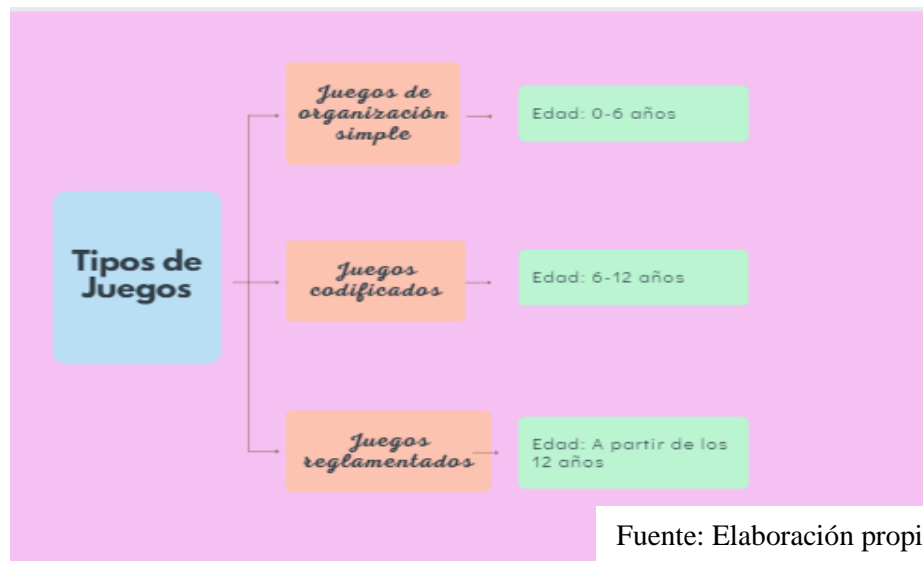 Juegos de
organización
simple
Edad: 0-6 años
Tipos de
Juegos
Juegos
codificados
Edad: 6-12 años
Juegos
reglamentados
Edad: A partir de los
12 años
Fuente: Elaboración propi